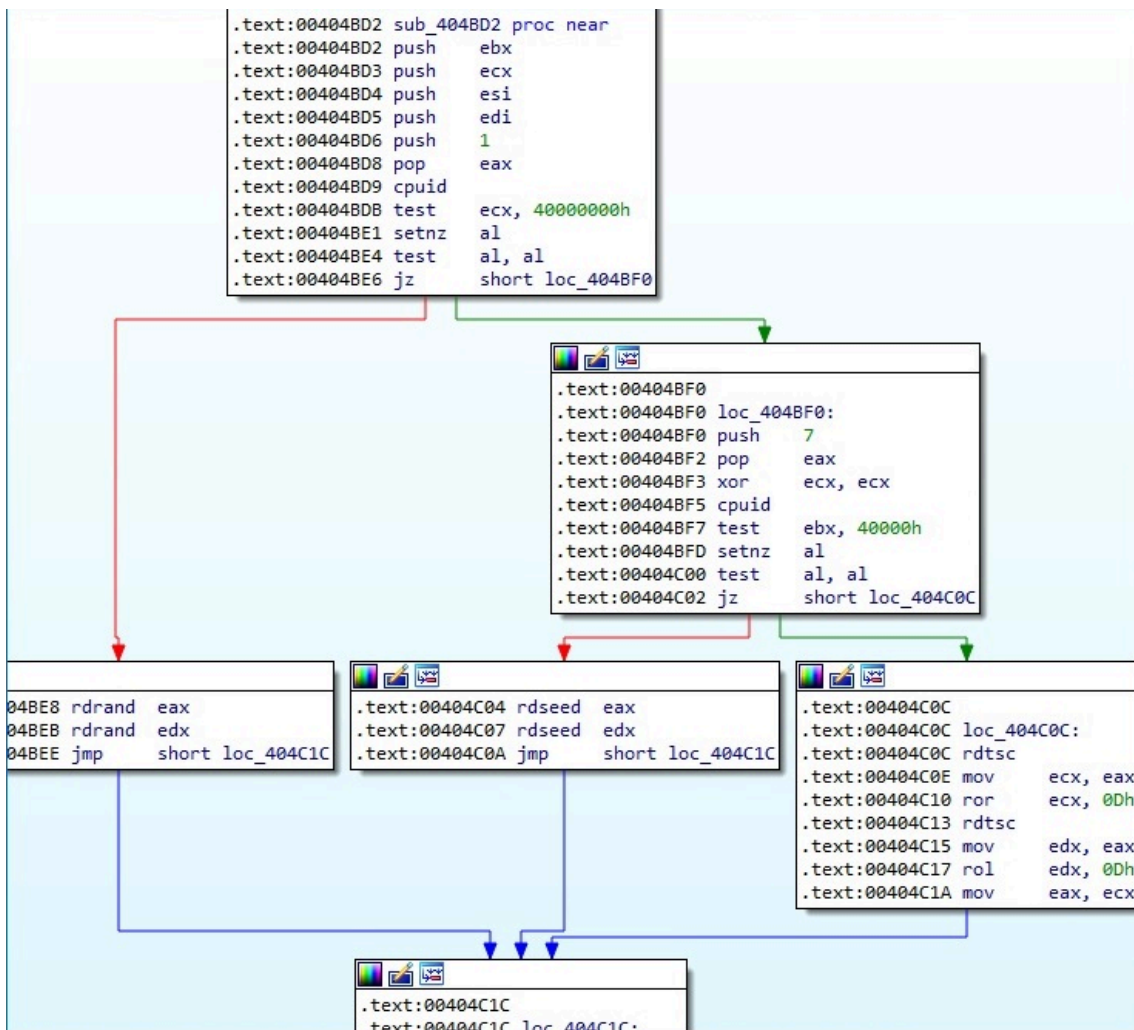 .text:00404BD2 sub_404BD2 proc near
.text:00404BD2 push ebx
.text:00404BD3 push ecx
.text:00404BD4 push esi
.text:00404BD5 push edi
.text:00404BD6 push 1
.text:00404BD8 pop eax
.text:00404BD9 cpuid
.text:00404BDB test ecx, 40000000h
.text:00404BE1 setnz al
.text:00404BE4 test al, al
.text:00404BE6 jz short loc_404BF0
.text:00404BF0
.text:00404BF0 loc_404BF0:
.text:00404BF0 push 7
.text:00404BF2 pop eax
.text:00404BF3 xor ecx, ecx
.text:00404BF5 cpuid
.text:00404BF7 test ebx, 40000h
.text:00404BFD setnz al
.text:00404C00 test al, al
.text:00404C02 jz short loc_404C0C
04BE8 rdrand eax
04BEB rdrand edx
04BEE jmp short loc_404C1C
.text:00404C04 rdseed eax
.text:00404C07 rdseed edx
.text:00404C0A jmp short loc_404C1C
.text:00404C0C
.text:00404C0C loc_404C0C:
.text:00404C0C rdtsc
.text:00404C0E mov ecx, eax
.text:00404C10 ror ecx, 0Dh
.text:00404C13 rdtsc
.text:00404C15 mov edx, eax
.text:00404C17 rol edx, 0Dh
.text:00404C1A mov eax, ecx
.text:00404C1C
.text:00404C1C loc_404C1C: